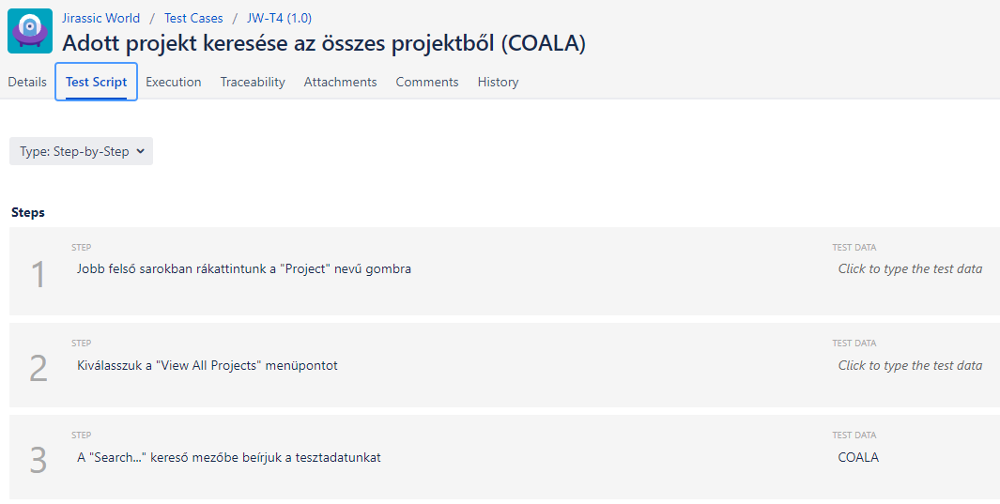 Jirassic World / Test Cases / JW-T4 (1.0)
Adott projekt keresése az összes projektből (COALA)
Details Test Script Execution Traceability Attachments Comments History
Type: Step-by-Step
Steps
STEP TEST DATA
1 Jobb felső sarokban rákattintunk a "Project" nevű gombra Click to type the test data
STEP TEST DATA
2 Kiválasszuk a "View All Projects" menüpontot Click to type the test data
STEP TEST DATA
3 A "Search..." kereső mezőbe beírjuk a tesztadatunkat COALA